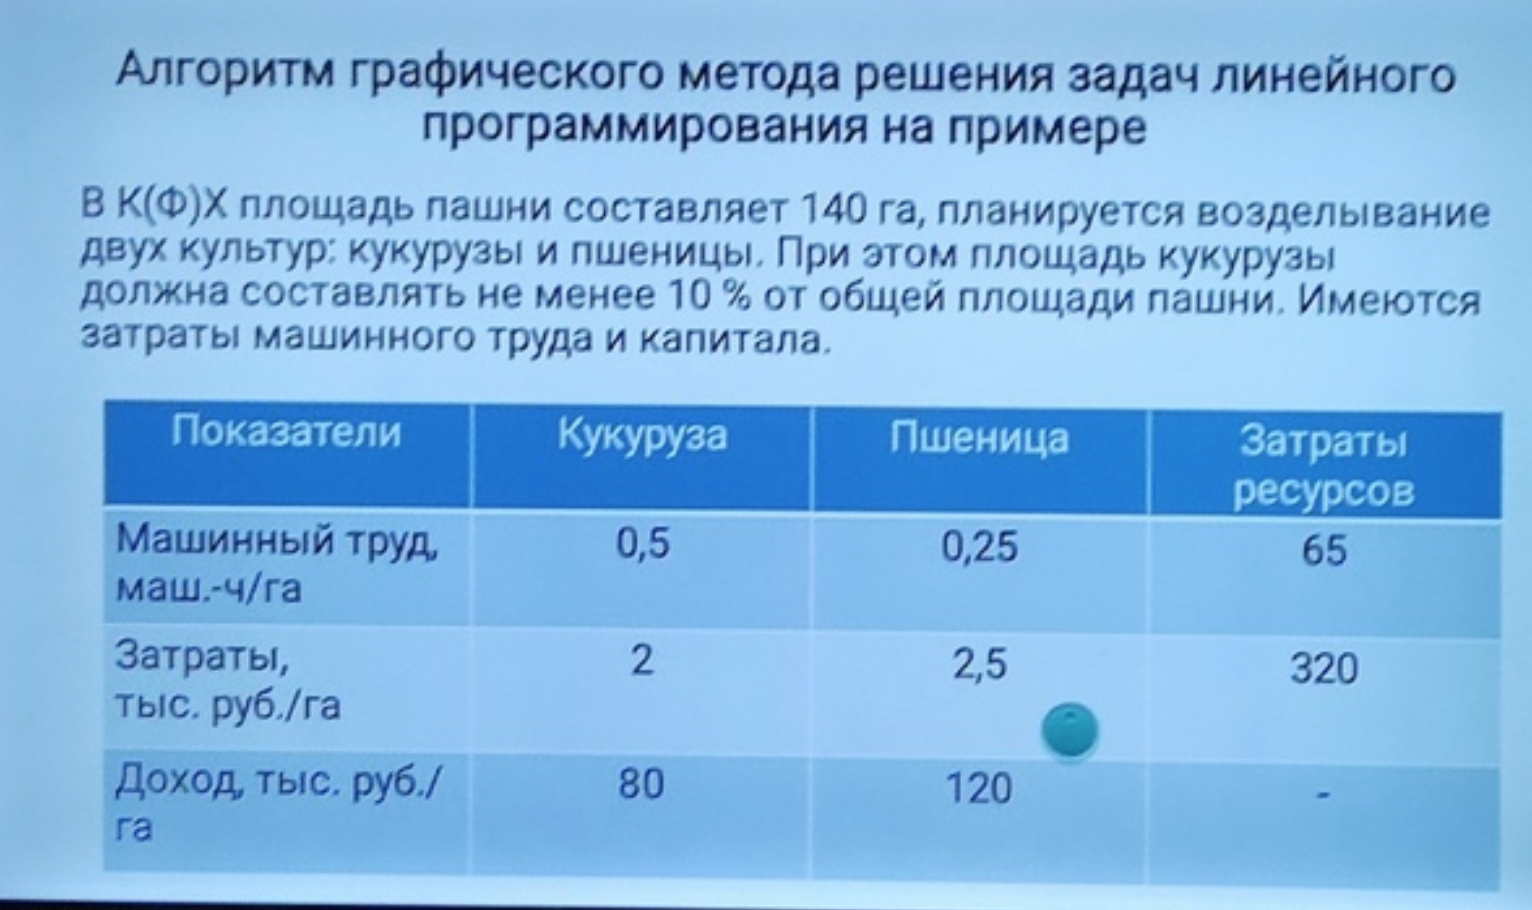 Алгоритм графического метода решения задач линейного
программирования на примере
В К(Ф)Х площадь пашни составляет 140 га, планируется возделывание
двух культур: кукурузы и пшеницы. При этом площадь кукурузы
должна составлять не менее 10 % от общей площади пашни. Имеются
затраты машинного труда и капитала.
Показатели Кукуруза Пшеница Затраты
ресурсов
Машинный труд, 0,5 0,25 65
маш.-ч/га
Затраты, 2 2,5 320
тыс. руб./га
Доход, тыс. руб./ 80 120 -
га